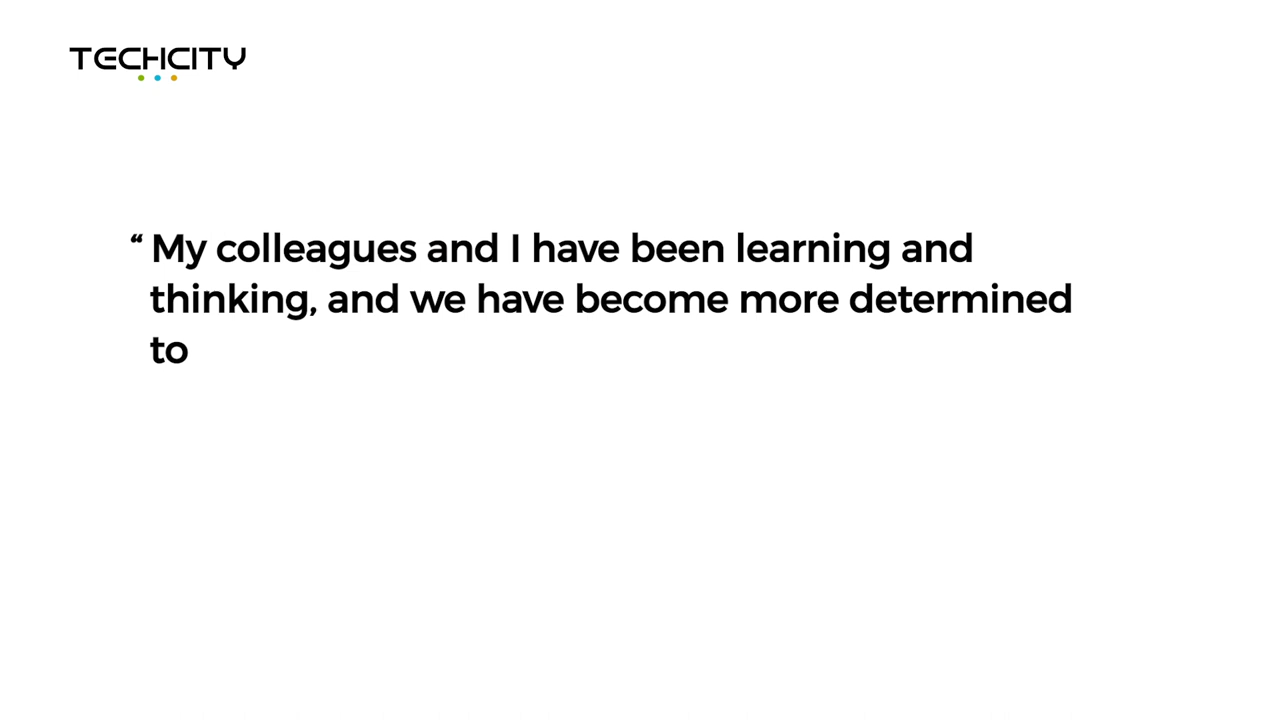 TECHCITY
“ My colleagues and I have been learning and
thinking, and we have become more determined
to